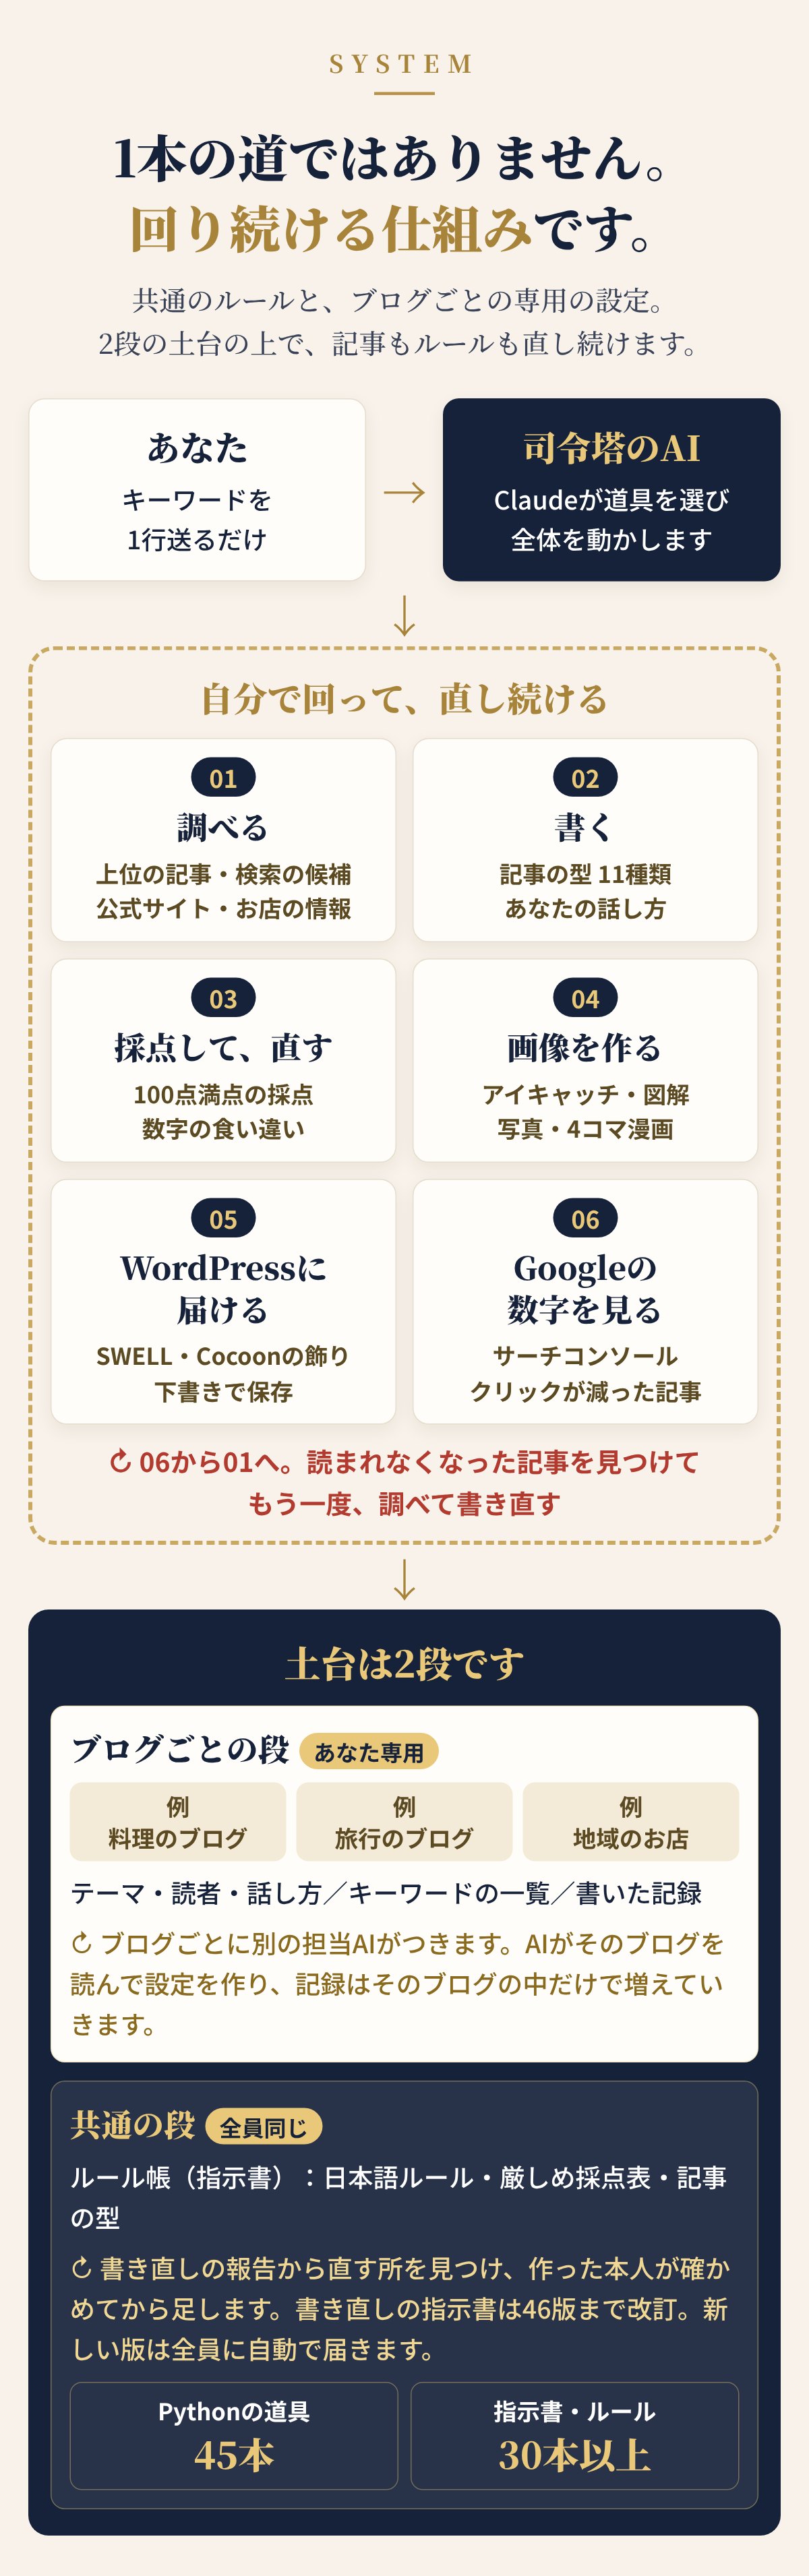 SYSTEM
1本の道ではありません。
回り続ける仕組みです。
共通のルールと、ブログごとの専用の設定。
2段の土台の上で、記事もルールも直し続けます。
あなた
キーワードを
1行送るだけ
→
司令塔のAI
Claudeが道具を選び
全体を動かします
↓
自分で回って、直し続ける
01
調べる
上位の記事・検索の候補
公式サイト・お店の情報
02
書く
記事の型 11種類
あなたの話し方
03
採点して、直す
100点満点の採点
数字の食い違い
04
画像を作る
アイキャッチ・図解
写真・4コマ漫画
05
WordPressに
届ける
SWELL・Cocoonの飾り
下書きで保存
06
Googleの
数字を見る
サーチコンソール
クリックが減った記事
↻ 06から01へ。読まれなくなった記事を見つけて
もう一度、調べて書き直す
↓
土台は2段です
ブログごとの段 あなた専用
例
料理のブログ
例
旅行のブログ
例
地域のお店
テーマ・読者・話し方／キーワードの一覧／書いた記録
↻ ブログごとに別の担当AIがつきます。AIがそのブログを
読んで設定を作り、記録はそのブログの中だけで増えてい
きます。
共通の段 全員同じ
ルール帳（指示書）：日本語ルール・厳しめ採点表・記事
の型
↻ 書き直しの報告から直す所を見つけ、作った本人が確か
めてから足します。書き直しの指示書は46版まで改訂。新
しい版は全員に自動で届きます。
Pythonの道具
45本
指示書・ルール
30本以上